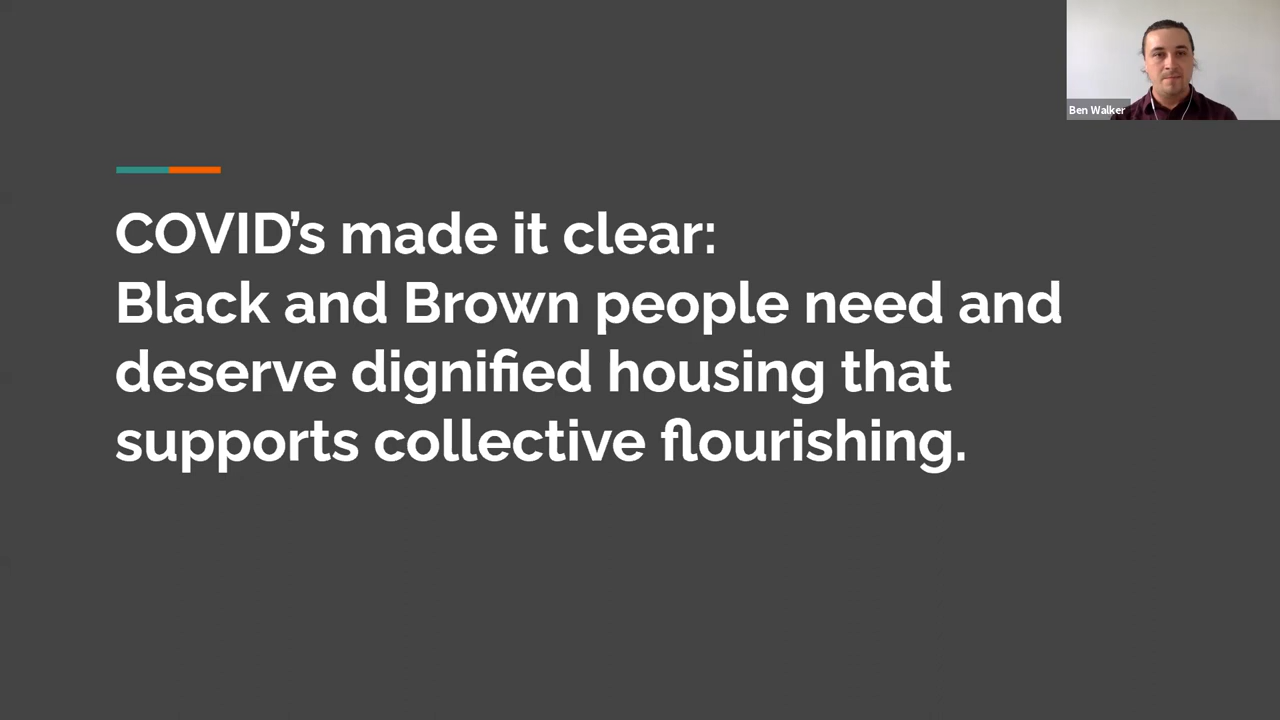 Ben Walker
COVID’s made it clear:
Black and Brown people need and
deserve dignified housing that
supports collective flourishing.